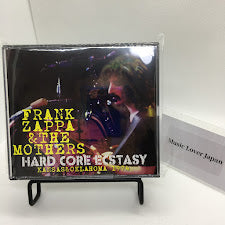 FRANK
ZAPPA
& THE
MOTHERS
HARD CORE ECSTASY
KANSAS&OKLAHOMA 1974
Music Lover Japan